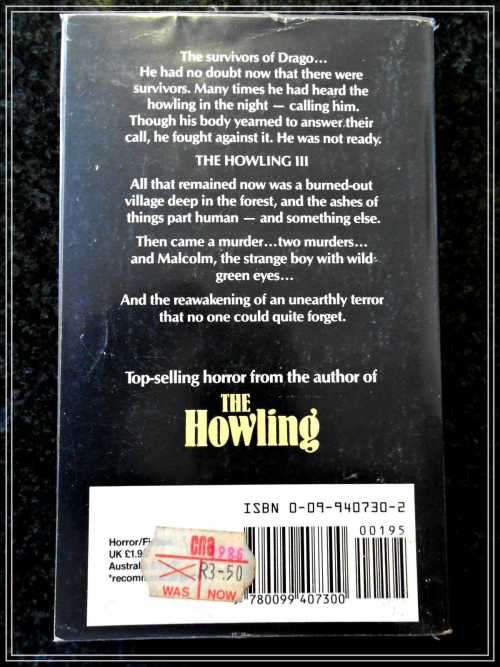 The survivors of Drago...
He had no doubt now that there were
survivors. Many times he had heard the
howling in the night — calling him.
Though his body yearned to answer their
call, he fought against it. He was not ready.
THE HOWLING III
All that remained now was a burned-out
village deep in the forest, and the ashes of
things part human — and something else.
Then came a murder...two murders...
and Malcolm, the strange boy with wild
green eyes...
And the reawakening of an unearthly terror
that no one could quite forget.
Top-selling horror from the author of
THE
Howling
ISBN 0-09-940730-2
00195
Horror/Fi
UK £1.9
Austral
*recomm
cna 986
R3-50
WAS NOW
780099 407300